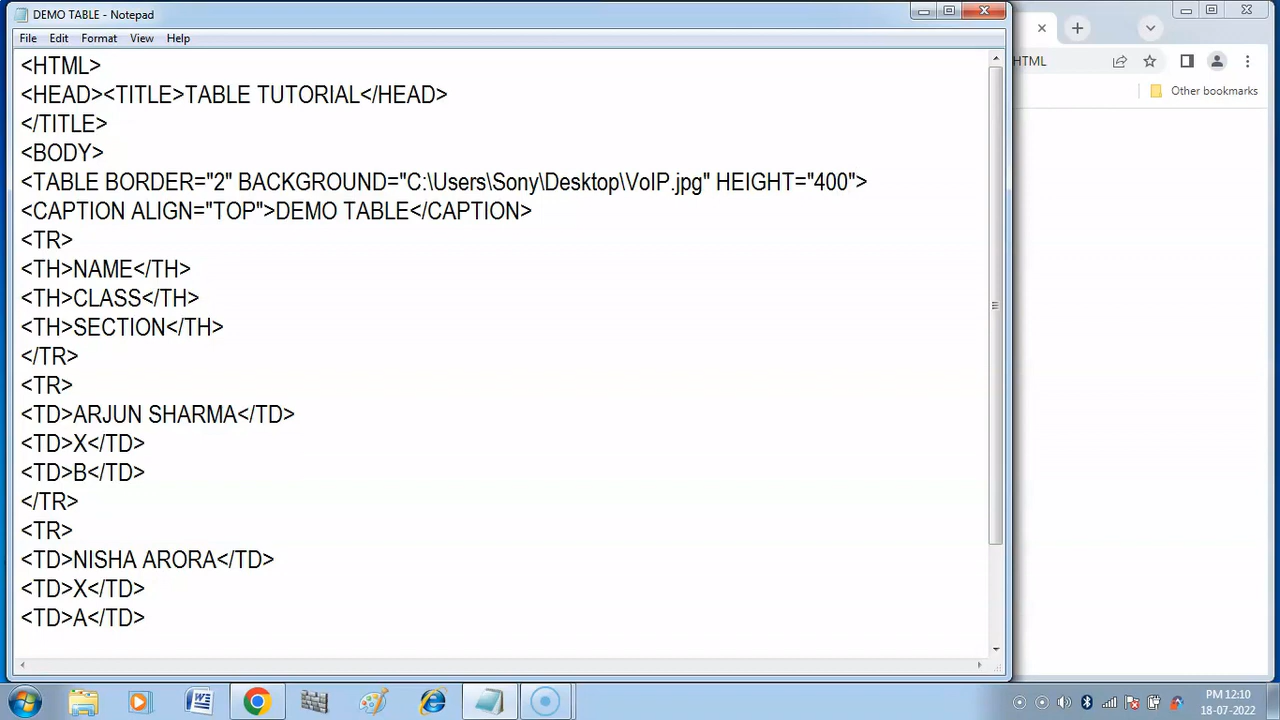 DEMO TABLE - Notepad
File Edit Format View Help
<HTML>
<HEAD><TITLE>TABLE TUTORIAL</HEAD>
</TITLE>
<BODY>
<TABLE BORDER="2" BACKGROUND="C:\Users\Sony\Desktop\VoIP.jpg" HEIGHT="400">
<CAPTION ALIGN="TOP">DEMO TABLE</CAPTION>
<TR>
<TH>NAME</TH>
<TH>CLASS</TH>
<TH>SECTION</TH>
</TR>
<TR>
<TD>ARJUN SHARMA</TD>
<TD>X</TD>
<TD>B</TD>
</TR>
<TR>
<TD>NISHA ARORA</TD>
<TD>X</TD>
<TD>A</TD>
HTML
Other bookmarks
PM 12:10
18-07-2022